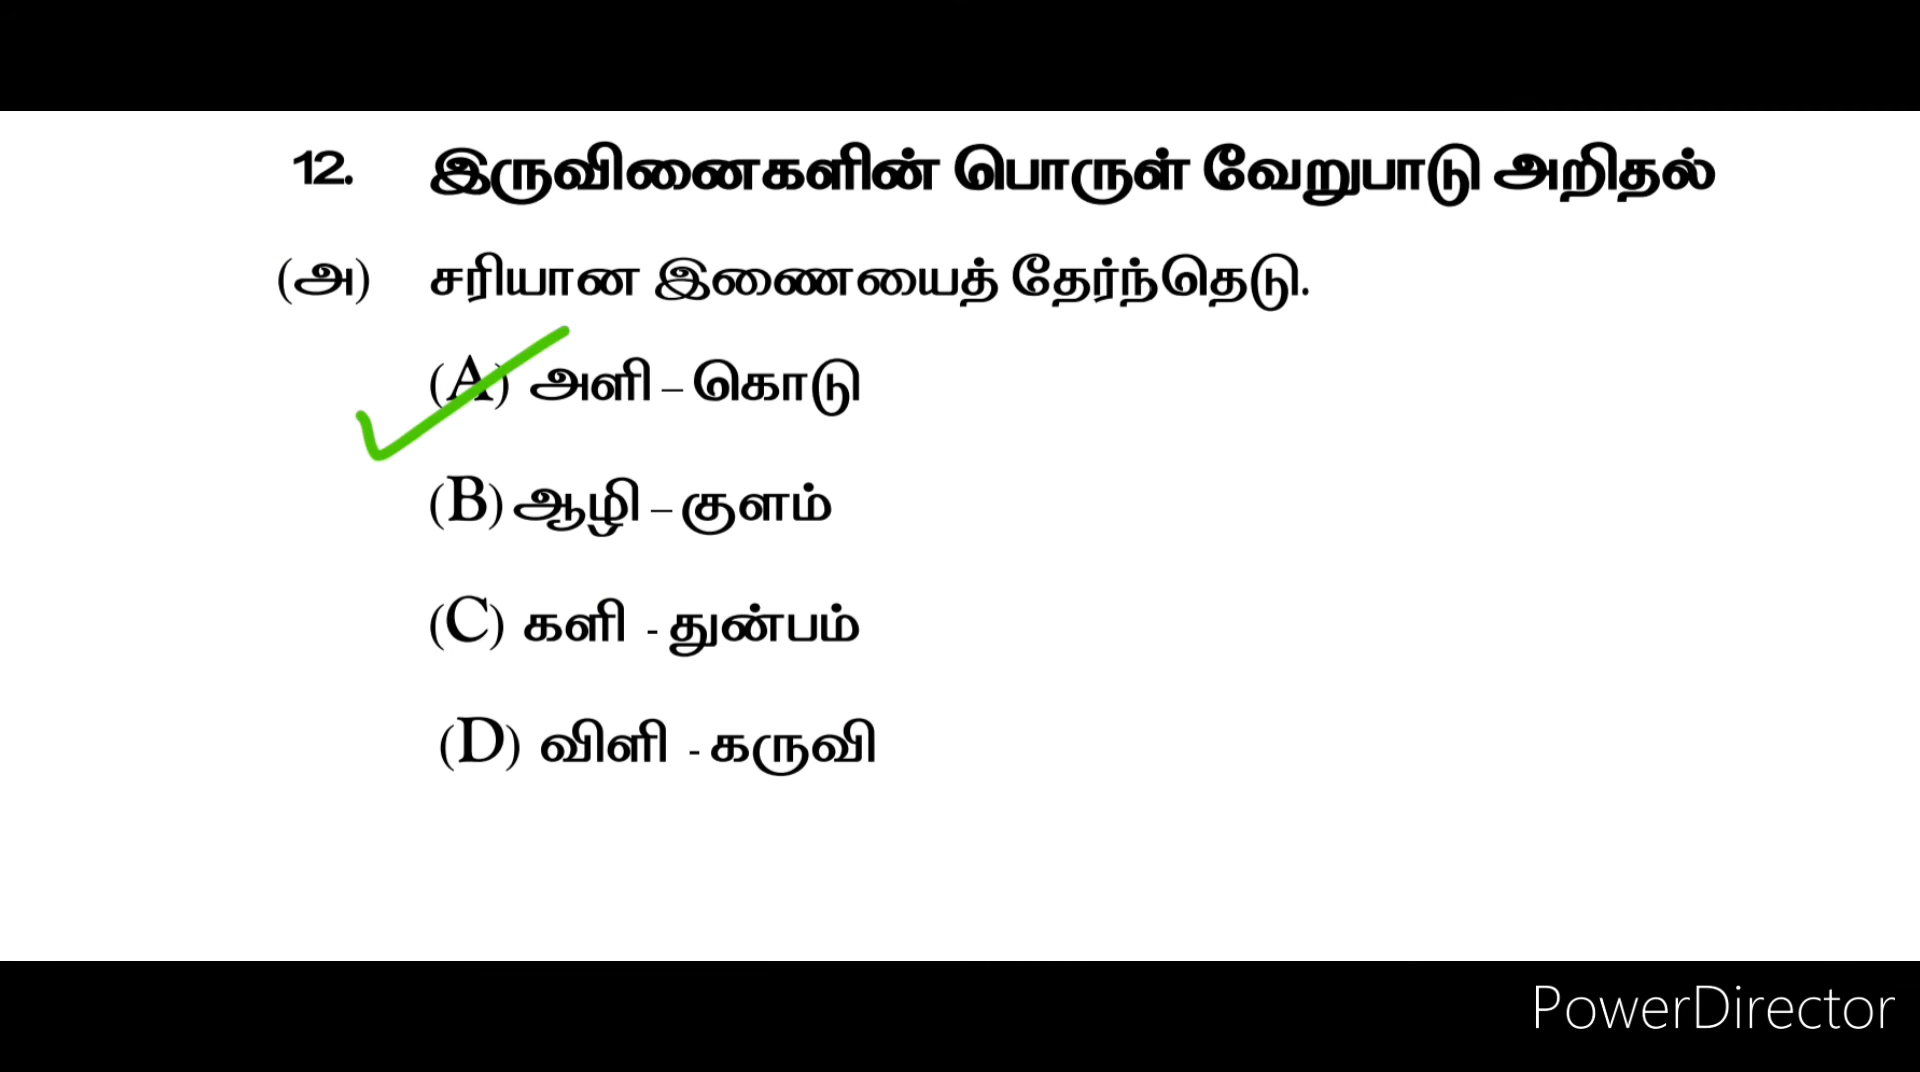 12. இருவினைகளின் பொருள் வேறுபாடு அறிதல்
(அ) சரியான இணையைத் தேர்ந்தெடு.
(A) அளி – கொடு
(B) ஆழி – குளம்
(C) களி - துன்பம்
(D) விளி - கருவி
PowerDirector